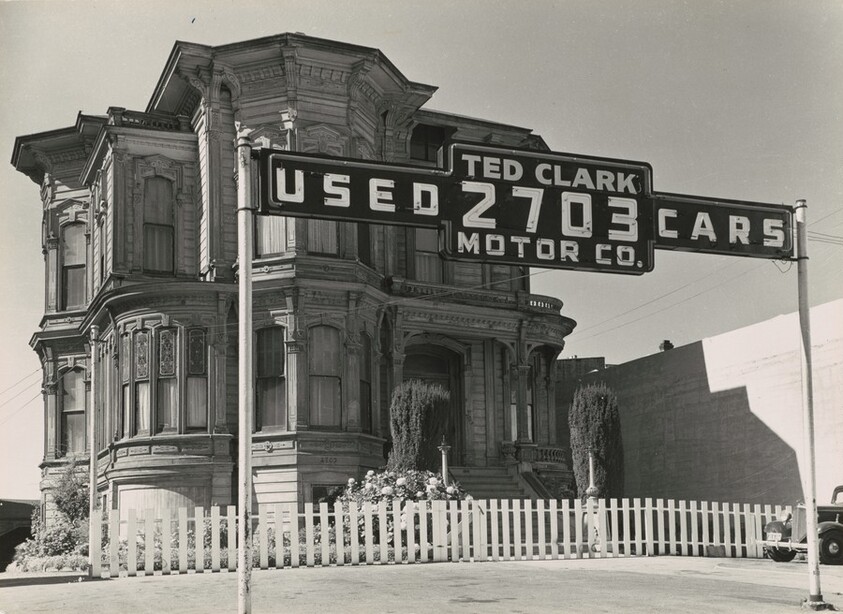 TED CLARK
USED 2703 CARS
MOTOR CO.